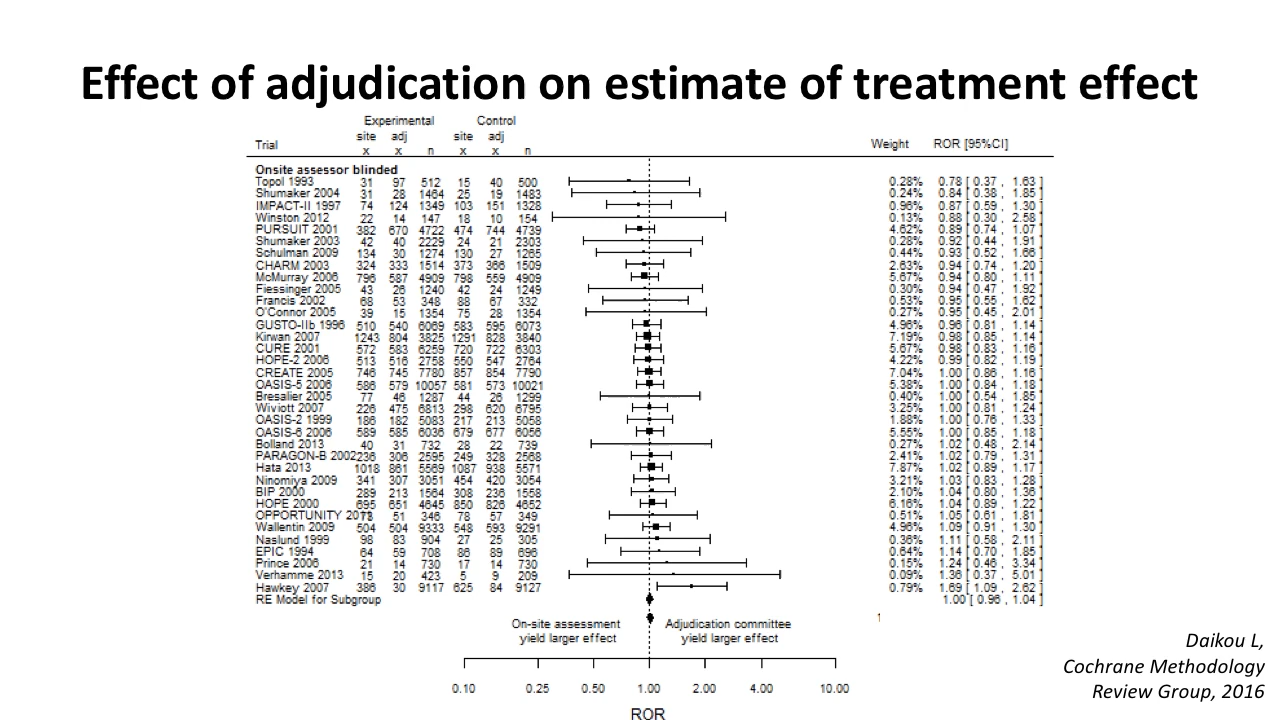 Effect of adjudication on estimate of treatment effect
Experimental Control
site adj site adj
Trial x x n x x n Weight ROR [95%CI]
Onsite assessor blinded
Topol 1993 31 97 512 15 40 500 0.28% 0.78 [ 0.37 , 1.63 ]
Shumaker 2004 31 28 1464 25 19 1483 0.24% 0.84 [ 0.38 , 1.85 ]
IMPACT-II 1997 74 124 1349 103 151 1328 0.96% 0.87 [ 0.59 , 1.30 ]
Winston 2012 22 14 147 18 10 154 0.13% 0.88 [ 0.30 , 2.58 ]
PURSUIT 2001 382 670 4722 474 744 4739 4.62% 0.89 [ 0.74 , 1.07 ]
Shumaker 2003 42 40 2229 24 21 2303 0.28% 0.92 [ 0.44 , 1.91 ]
Schulman 2009 134 30 1274 130 27 1265 0.44% 0.93 [ 0.52 , 1.66 ]
CHARM 2003 324 333 1514 373 366 1509 2.63% 0.94 [ 0.74 , 1.20 ]
McMurray 2006 796 587 4909 798 559 4909 5.67% 0.94 [ 0.80 , 1.11 ]
Fiessinger 2005 43 26 1240 42 24 1249 0.30% 0.94 [ 0.47 , 1.92 ]
Francis 2002 68 53 348 88 67 332 0.53% 0.95 [ 0.55 , 1.62 ]
O'Connor 2005 39 15 1354 75 28 1354 0.27% 0.95 [ 0.45 , 2.01 ]
GUSTO-IIb 1996 510 540 6069 583 595 6073 4.96% 0.96 [ 0.81 , 1.14 ]
Kirwan 2007 1243 804 3825 1291 828 3840 7.19% 0.98 [ 0.85 , 1.14 ]
CURE 2001 572 583 6259 720 722 6303 5.67% 0.98 [ 0.83 , 1.16 ]
HOPE-2 2006 513 516 2758 550 547 2764 4.22% 0.99 [ 0.82 , 1.19 ]
CREATE 2005 746 745 7780 857 854 7790 7.04% 1.00 [ 0.86 , 1.16 ]
OASIS-5 2006 586 579 10057 581 573 10021 5.38% 1.00 [ 0.84 , 1.18 ]
Bresalier 2005 77 46 1287 44 26 1299 0.40% 1.00 [ 0.54 , 1.85 ]
Wiviott 2007 226 475 6813 298 620 6795 3.25% 1.00 [ 0.81 , 1.24 ]
OASIS-2 1999 186 182 5083 217 213 5058 1.88% 1.00 [ 0.76 , 1.33 ]
OASIS-6 2006 589 585 6036 679 677 6056 5.55% 1.00 [ 0.85 , 1.18 ]
Bolland 2013 40 31 732 28 22 739 0.27% 1.02 [ 0.48 , 2.14 ]
PARAGON-B 2002 236 306 2595 249 328 2568 2.41% 1.02 [ 0.79 , 1.31 ]
Hata 2013 1018 861 5569 1087 938 5571 7.87% 1.02 [ 0.89 , 1.17 ]
Ninomiya 2009 341 307 3051 454 420 3054 3.21% 1.03 [ 0.83 , 1.28 ]
BIP 2000 289 213 1564 308 236 1558 2.10% 1.04 [ 0.80 , 1.36 ]
HOPE 2000 695 651 4645 850 826 4652 6.16% 1.04 [ 0.89 , 1.22 ]
OPPORTUNITY 51 346 78 57 349 0.51% 1.05 [ 0.61 , 1.81 ]
Wallentin 2009 504 504 9333 548 593 9291 4.96% 1.09 [ 0.91 , 1.30 ]
Naslund 1999 98 83 904 27 25 305 0.36% 1.11 [ 0.58 , 2.11 ]
EPIC 1994 64 59 708 86 89 696 0.64% 1.14 [ 0.70 , 1.85 ]
Prince 2006 21 14 730 17 14 730 0.15% 1.24 [ 0.46 , 3.34 ]
Verhamme 2013 15 20 423 5 9 209 0.09% 1.36 [ 0.37 , 5.01 ]
Hawkey 2007 386 30 9117 625 84 9127 0.79% 1.69 [ 1.09 , 2.62 ]
RE Model for Subgroup 1.00 [ 0.96 , 1.04 ]
On-site assessment Adjudication committee
yield larger effect yield larger effect
0.10 0.25 0.50 1.00 2.00 4.00 10.00
ROR
Daikou L,
Cochrane Methodology
Review Group, 2016